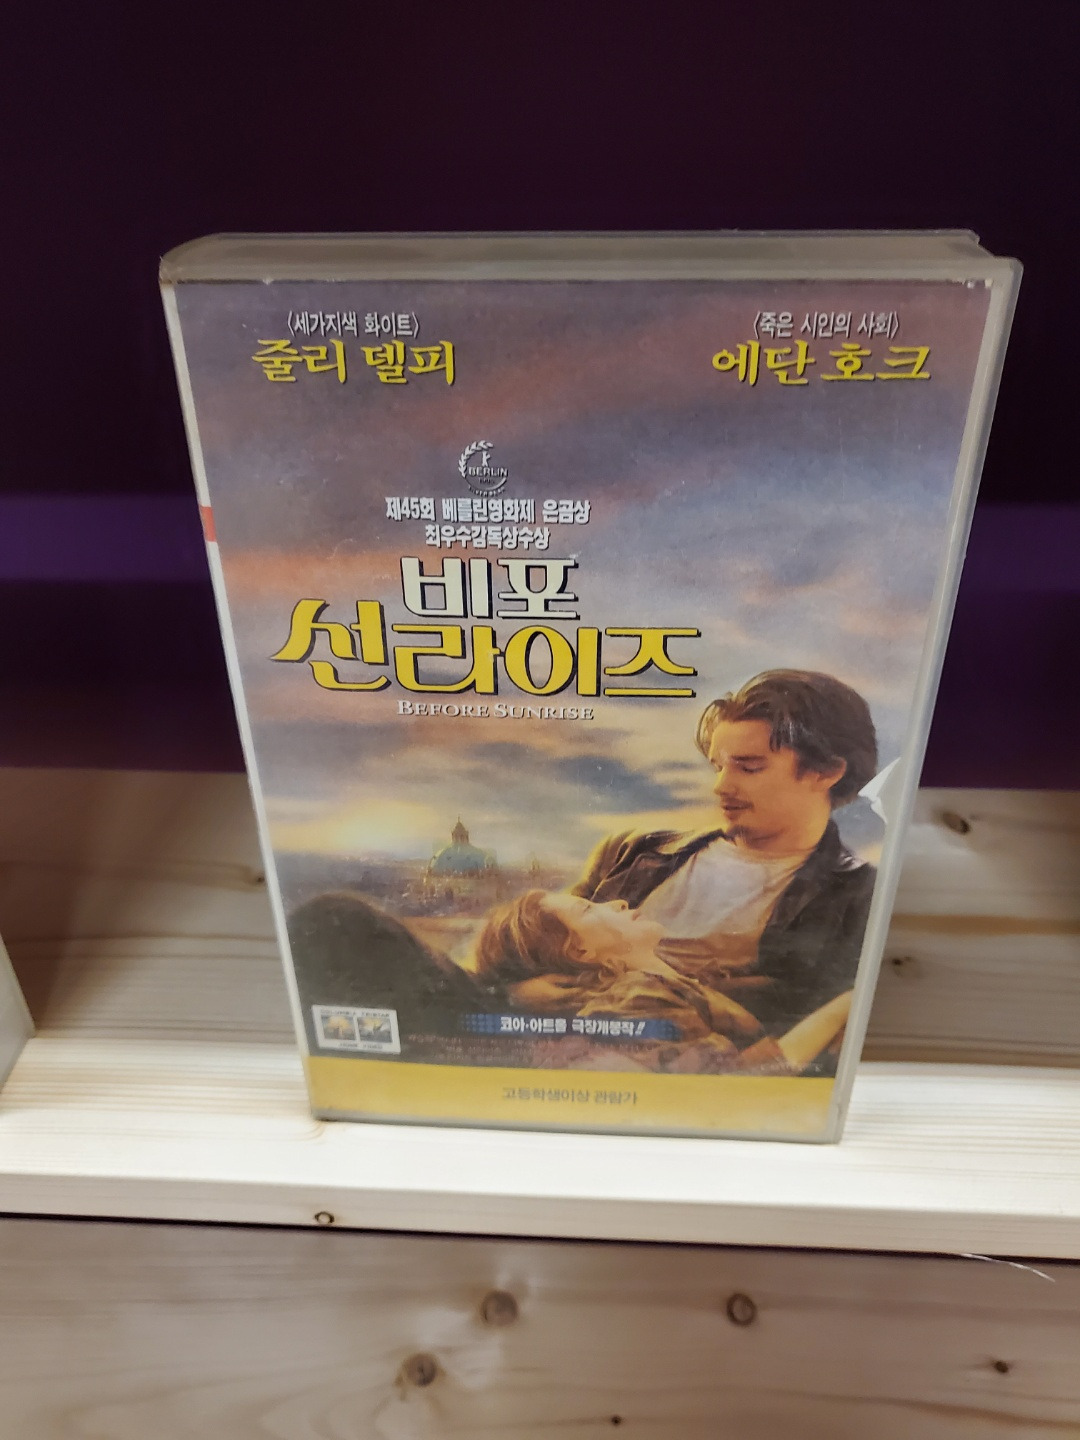 〈세가지색 화이트〉
줄리 델피
〈죽은 시인의 사회〉
에단 호크
BERLIN
제45회 베를린영화제 은곰상
최우수감독상수상
비포
선라이즈
BEFORE SUNRISE
코아·아트홀 극장개봉작!!
고등학생이상 관람가